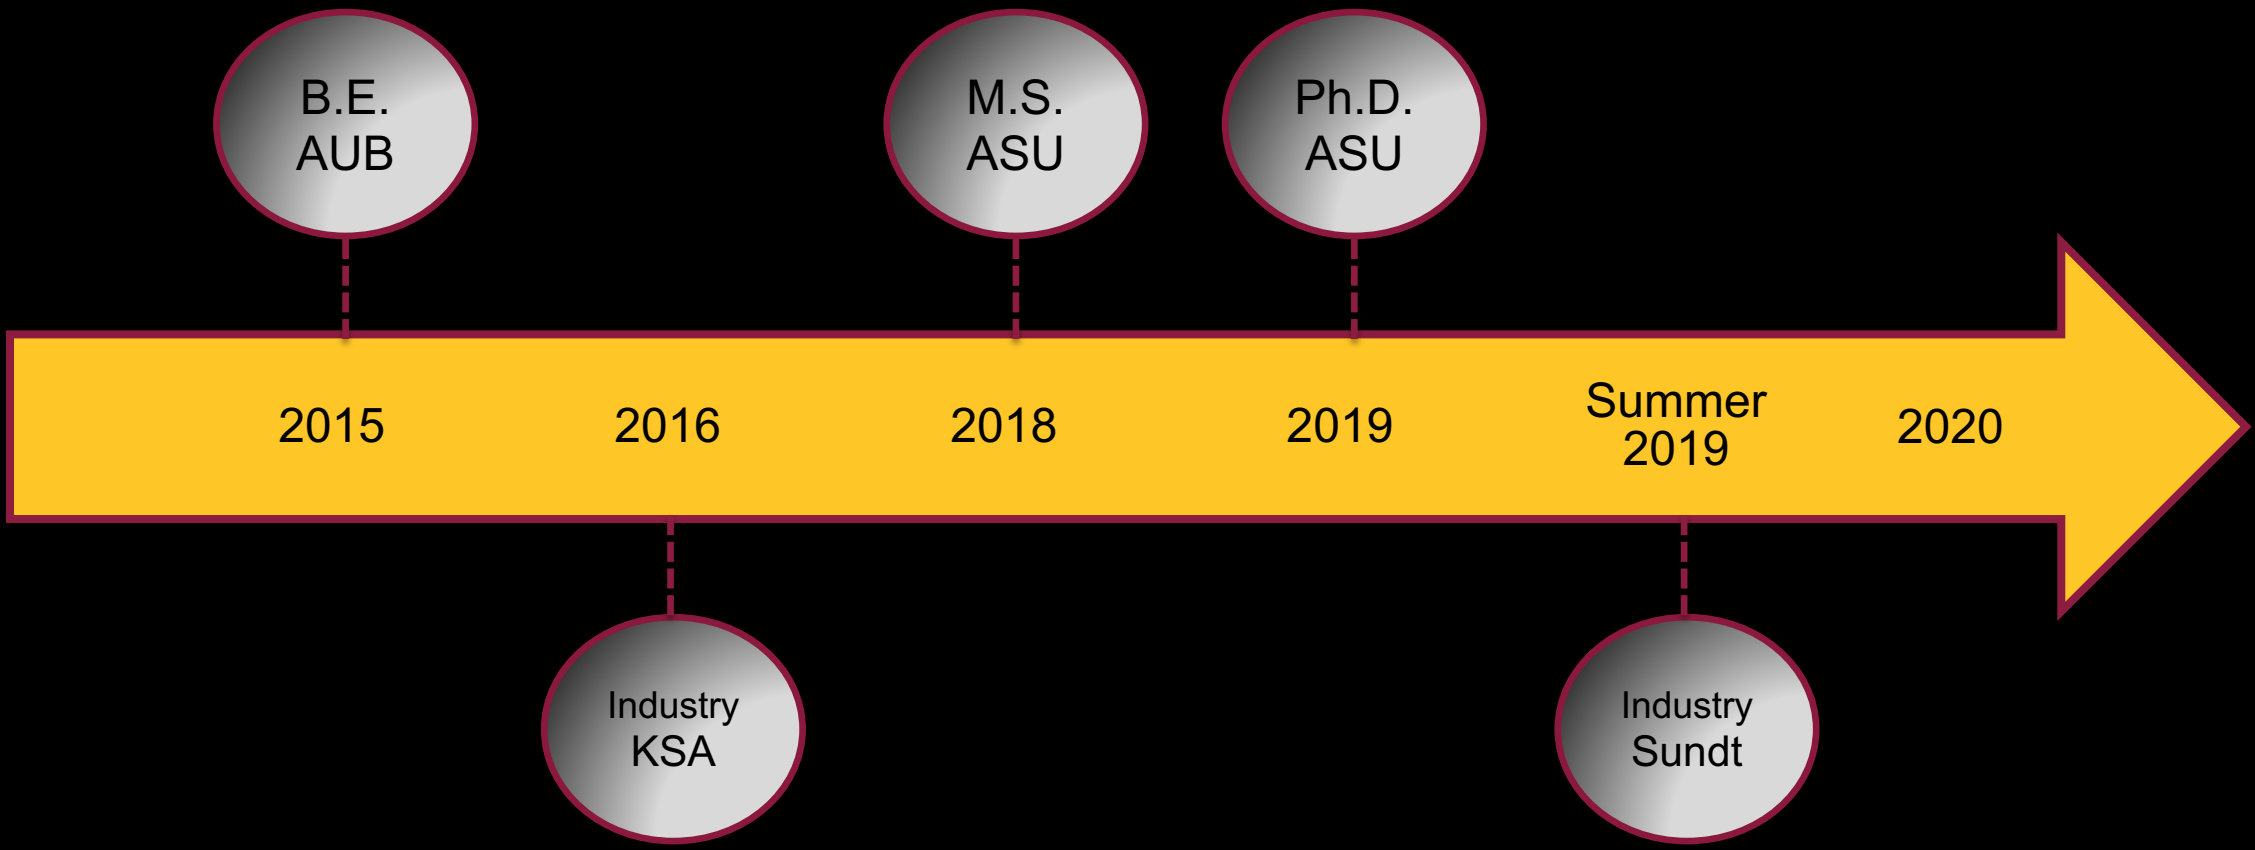 B.E.
AUB
M.S.
ASU
Ph.D.
ASU
2015
2016
2018
2019
Summer
2019
2020
Industry
KSA
Industry
Sundt